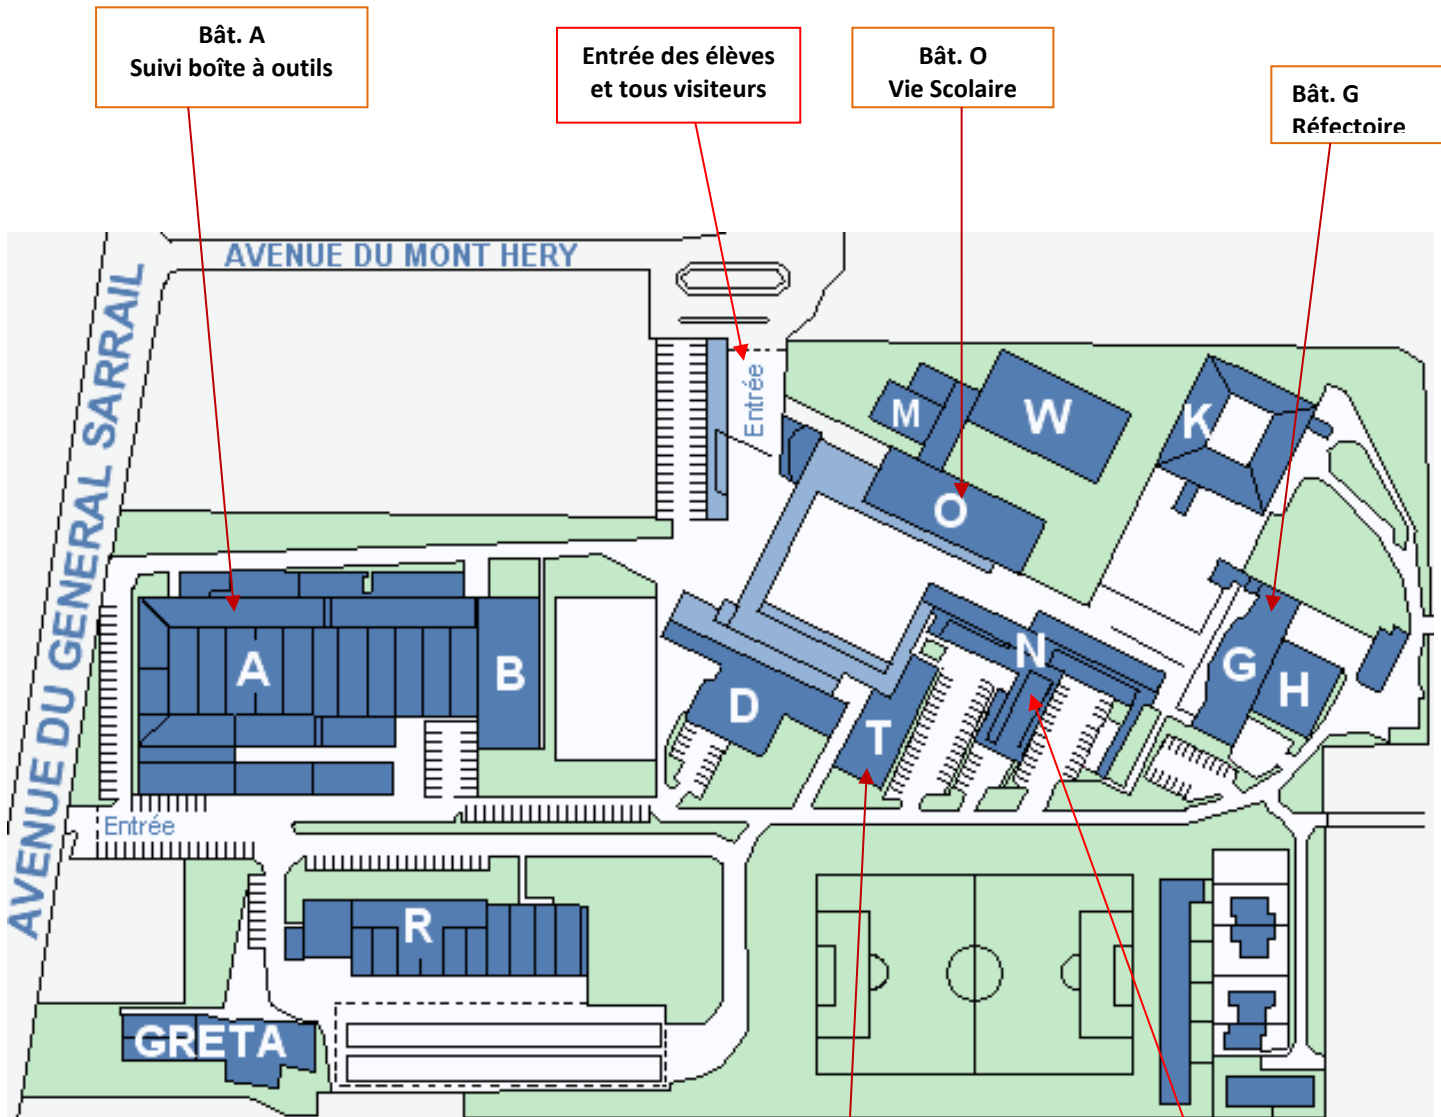 Bât. A
Suivi boîte à outils
Entrée des élèves
et tous visiteurs
Bât. O
Vie Scolaire
Bât. G
Réfectoire
AVENUE DU MONT HERY
AVENUE DU GENERAL SARRAIL
Entrée
M
W
K
O
A
B
D
T
N
G
H
Entrée
R
GRETA